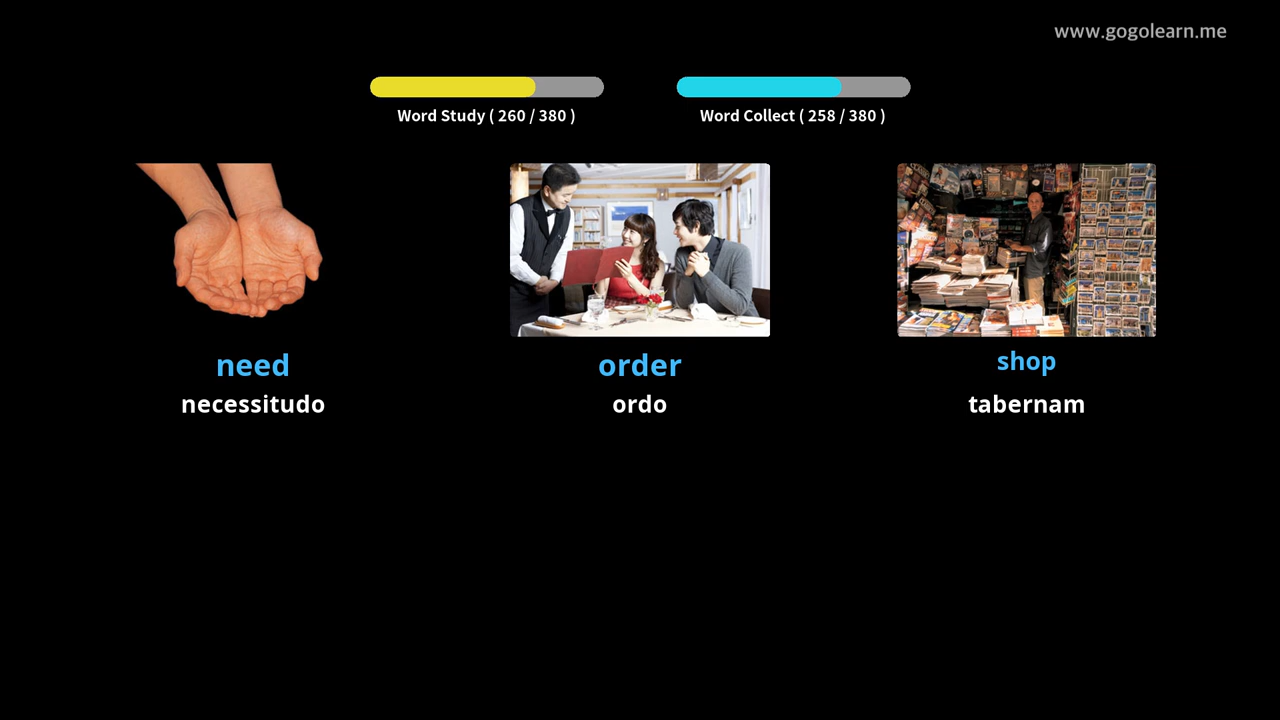 www.gogolearn.me
Word Study ( 260 / 380 )
Word Collect ( 258 / 380 )
need
order
shop
necessitudo
ordo
tabernam